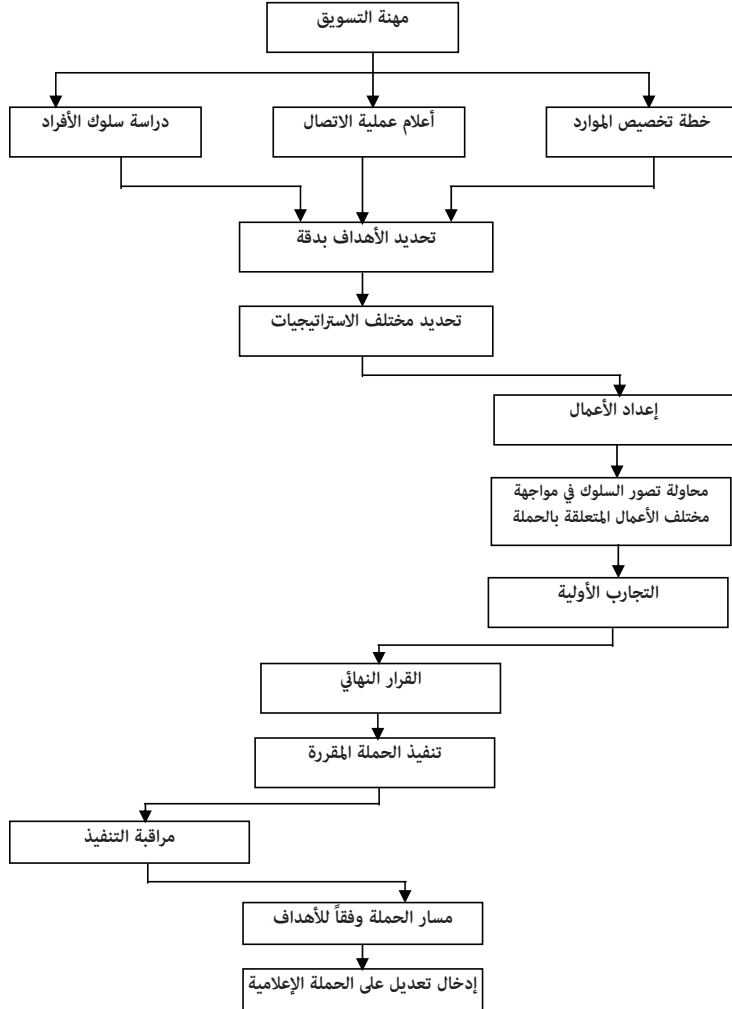 مهنة التسويق
خطة تخصيص الموارد
أعلام عملية الاتصال
دراسة سلوك الأفراد
تحديد الأهداف بدقة
تحديد مختلف الاستراتيجيات
إعداد الأعمال
محاولة تصور السلوك في مواجهة
مختلف الأعمال المتعلقة بالحملة
التجارب الأولية
القرار النهائي
تنفيذ الحملة المقررة
مراقبة التنفيذ
مسار الحملة وفقاً للأهداف
إدخال تعديل على الحملة الإعلامية